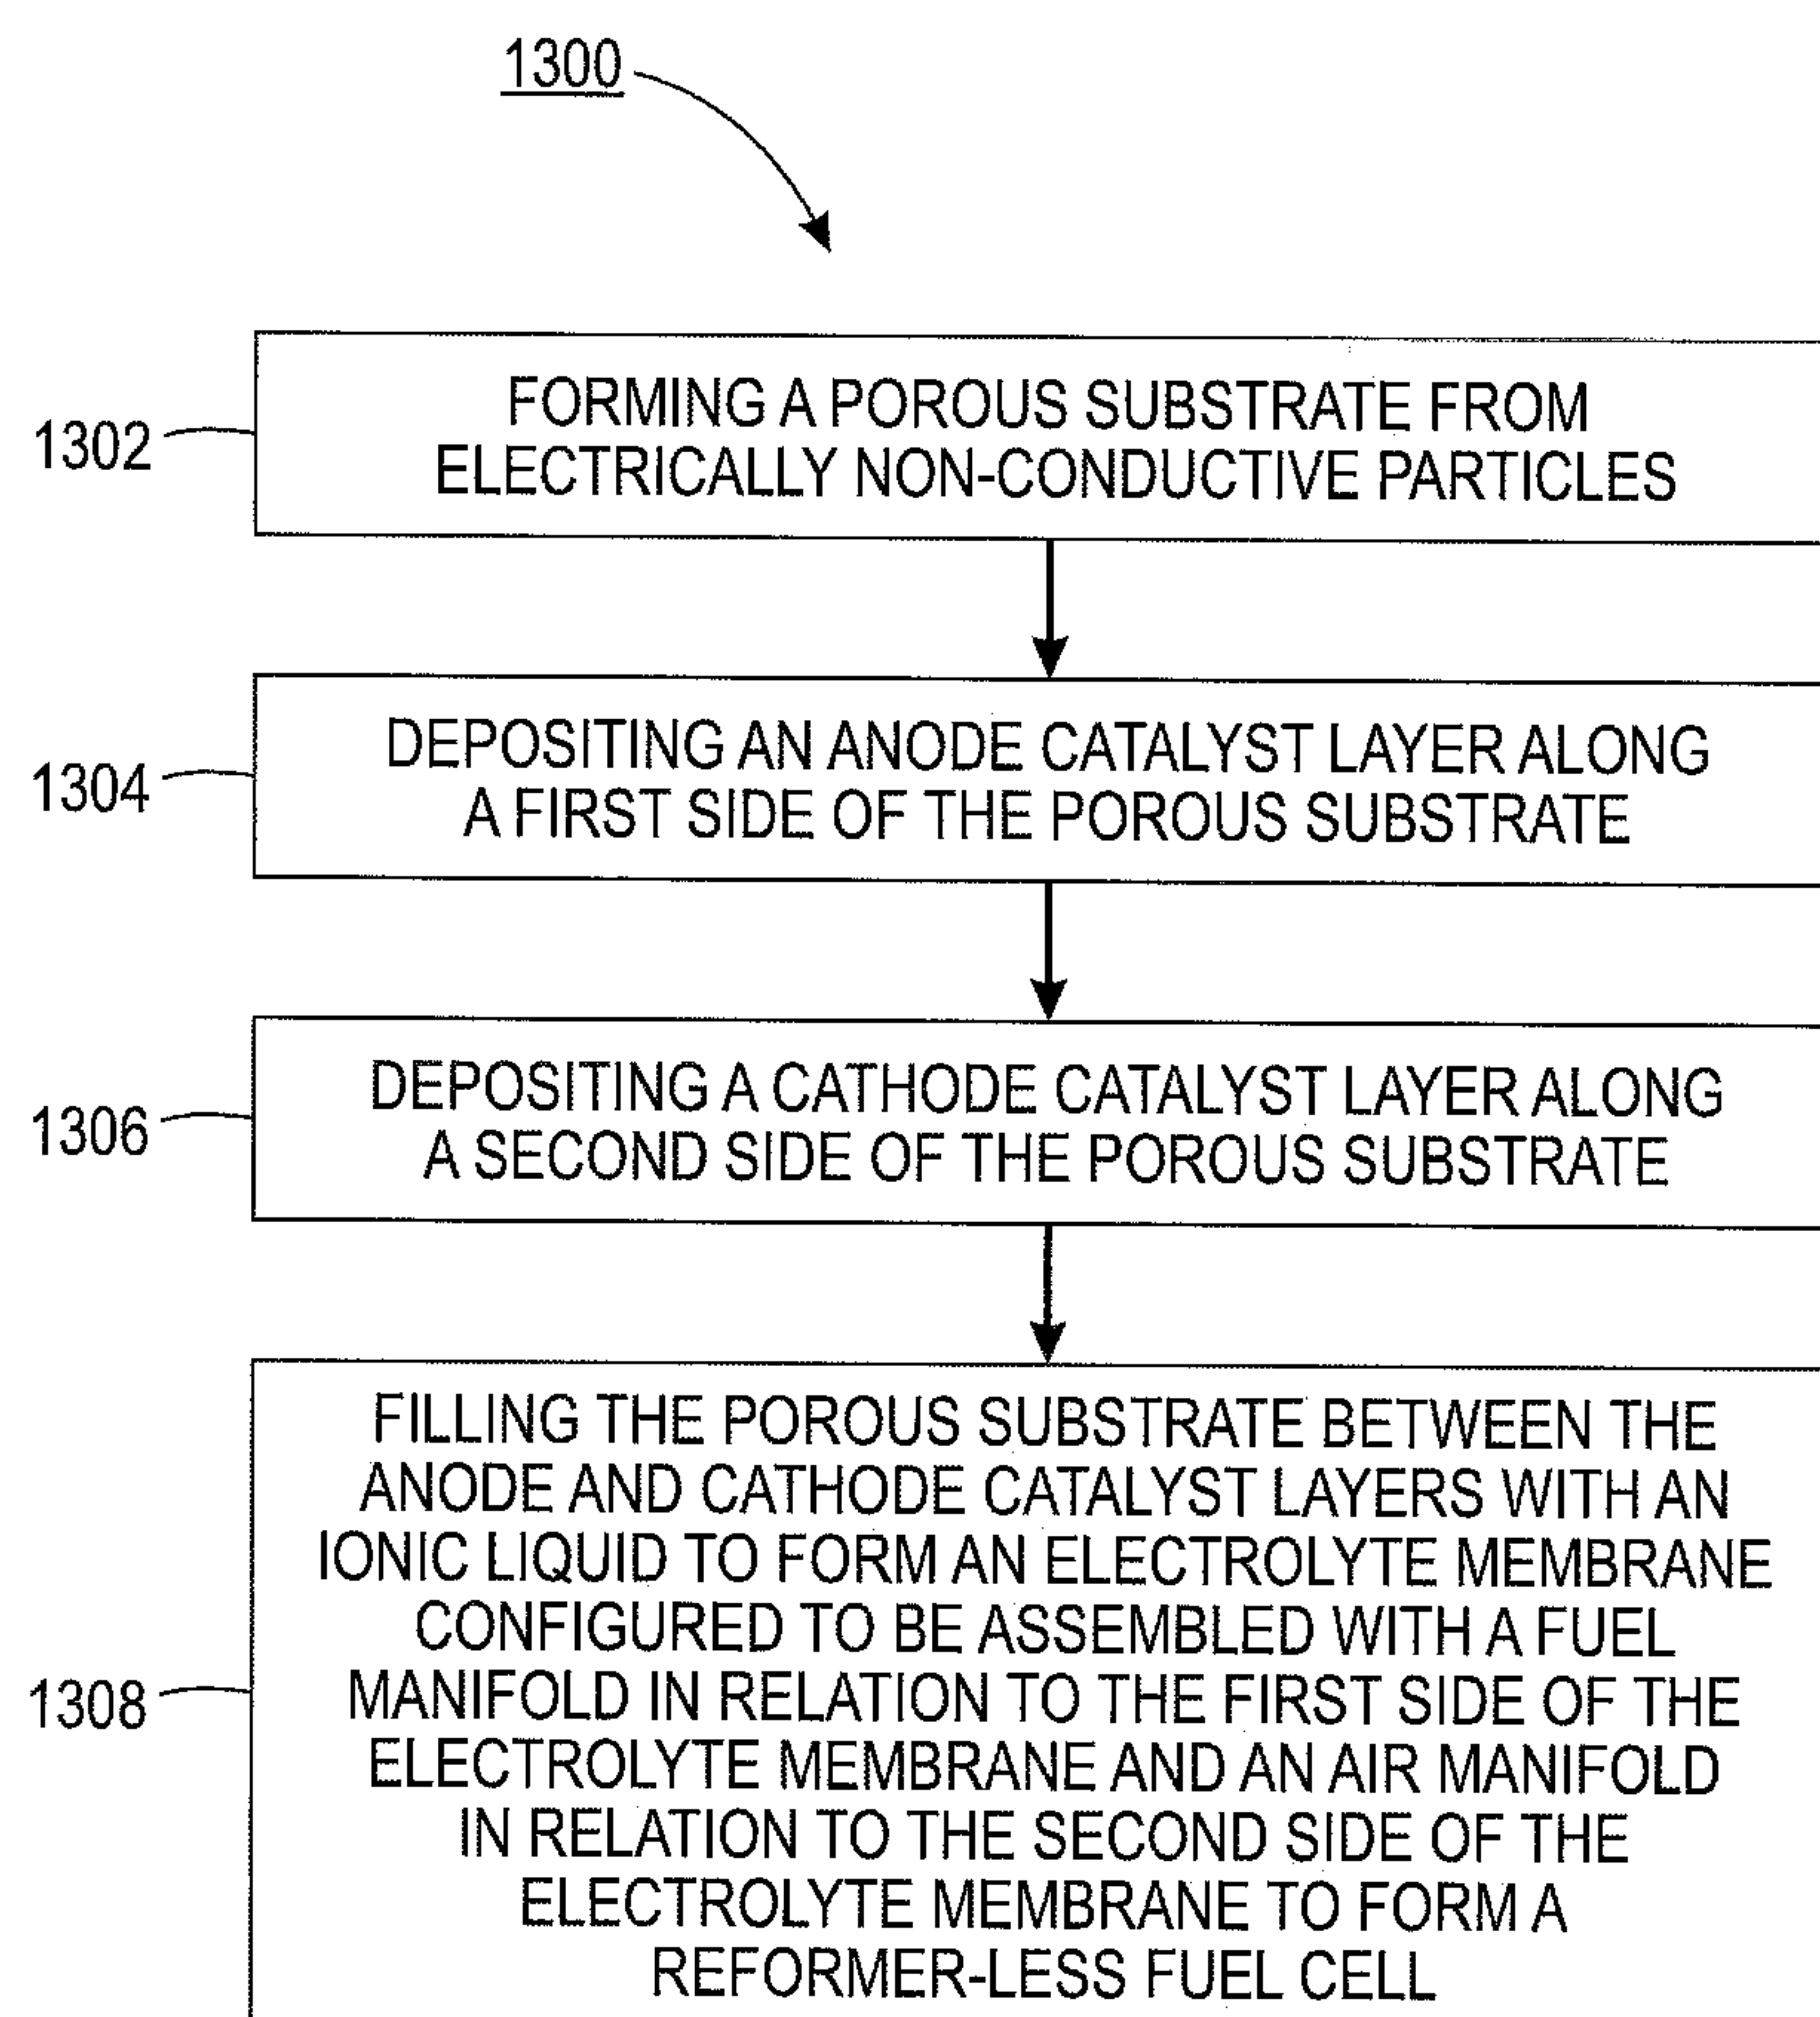 1300
1302
FORMING A POROUS SUBSTRATE FROM
ELECTRICALLY NON-CONDUCTIVE PARTICLES
1304
DEPOSITING AN ANODE CATALYST LAYER ALONG
A FIRST SIDE OF THE POROUS SUBSTRATE
1306
DEPOSITING A CATHODE CATALYST LAYER ALONG
A SECOND SIDE OF THE POROUS SUBSTRATE
1308
FILLING THE POROUS SUBSTRATE BETWEEN THE
ANODE AND CATHODE CATALYST LAYERS WITH AN
IONIC LIQUID TO FORM AN ELECTROLYTE MEMBRANE
CONFIGURED TO BE ASSEMBLED WITH A FUEL
MANIFOLD IN RELATION TO THE FIRST SIDE OF THE
ELECTROLYTE MEMBRANE AND AN AIR MANIFOLD
IN RELATION TO THE SECOND SIDE OF THE
ELECTROLYTE MEMBRANE TO FORM A
REFORMER-LESS FUEL CELL